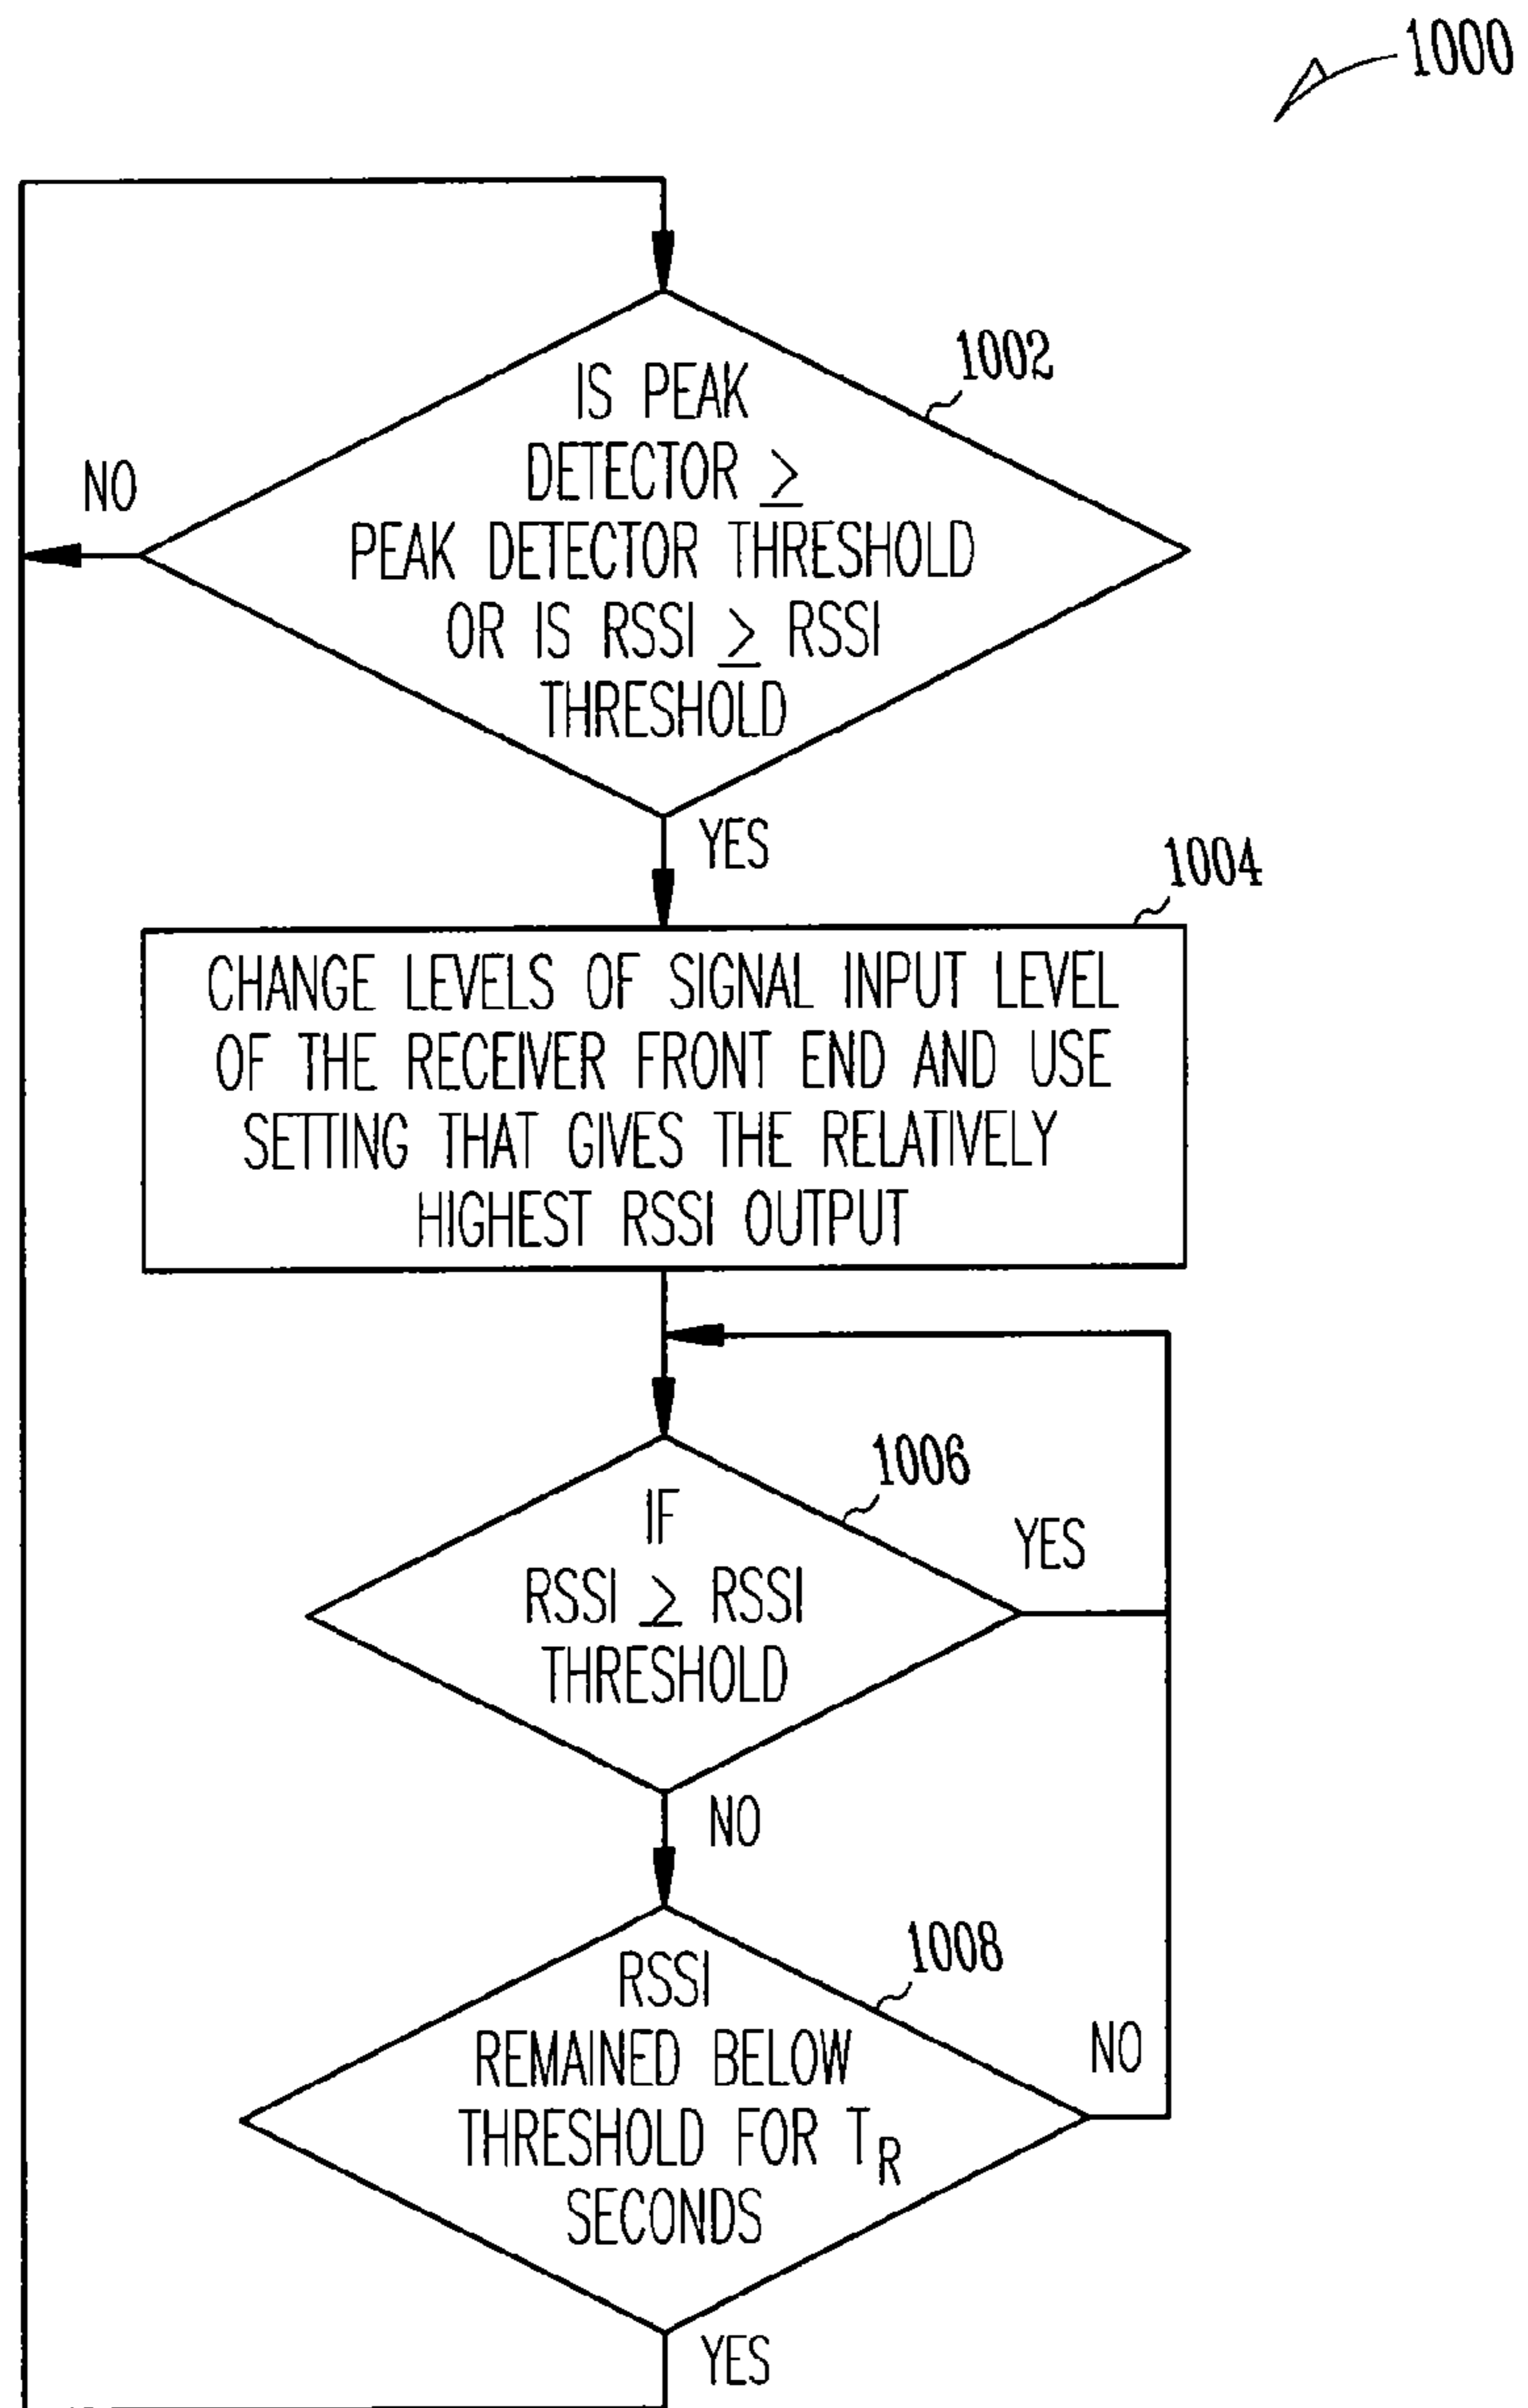 1000
1002
IS PEAK
DETECTOR ≥
PEAK DETECTOR THRESHOLD
OR IS RSSI ≥ RSSI
THRESHOLD
NO
YES
1004
CHANGE LEVELS OF SIGNAL INPUT LEVEL
OF THE RECEIVER FRONT END AND USE
SETTING THAT GIVES THE RELATIVELY
HIGHEST RSSI OUTPUT
1006
IF
RSSI ≥ RSSI
THRESHOLD
YES
NO
1008
RSSI
REMAINED BELOW
THRESHOLD FOR T_R
SECONDS
NO
YES